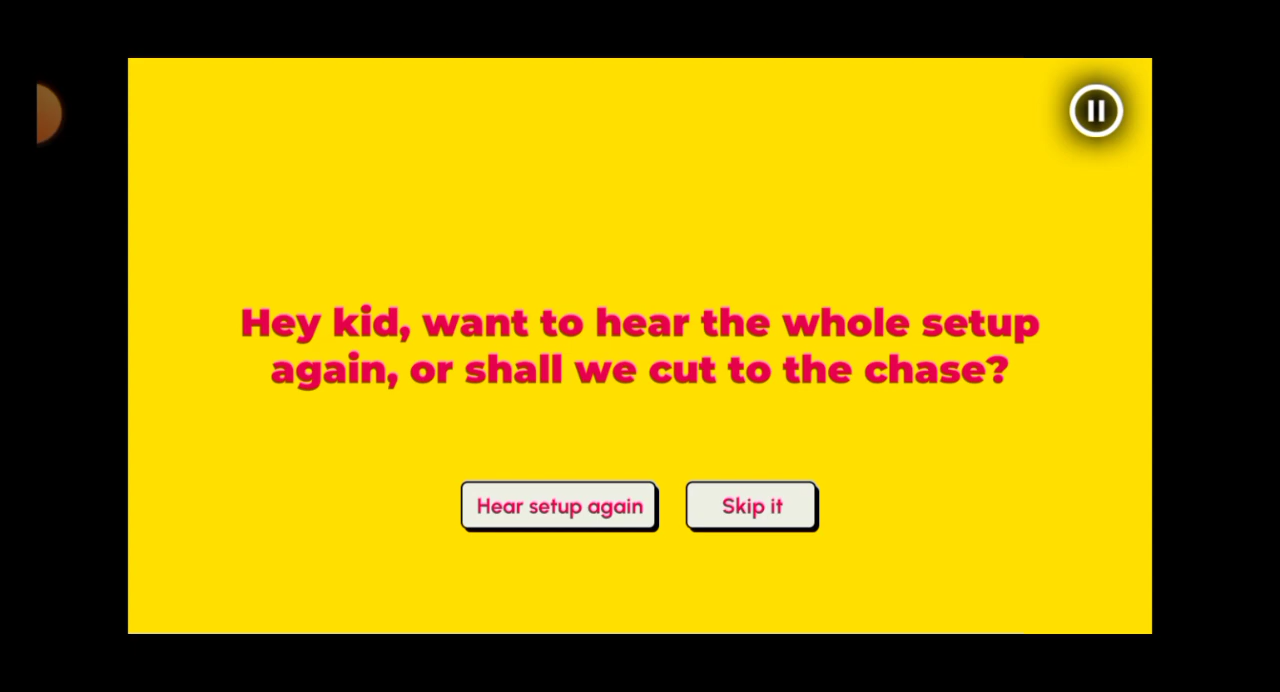 Hey kid, want to hear the whole setup
again, or shall we cut to the chase?
Hear setup again
Skip it